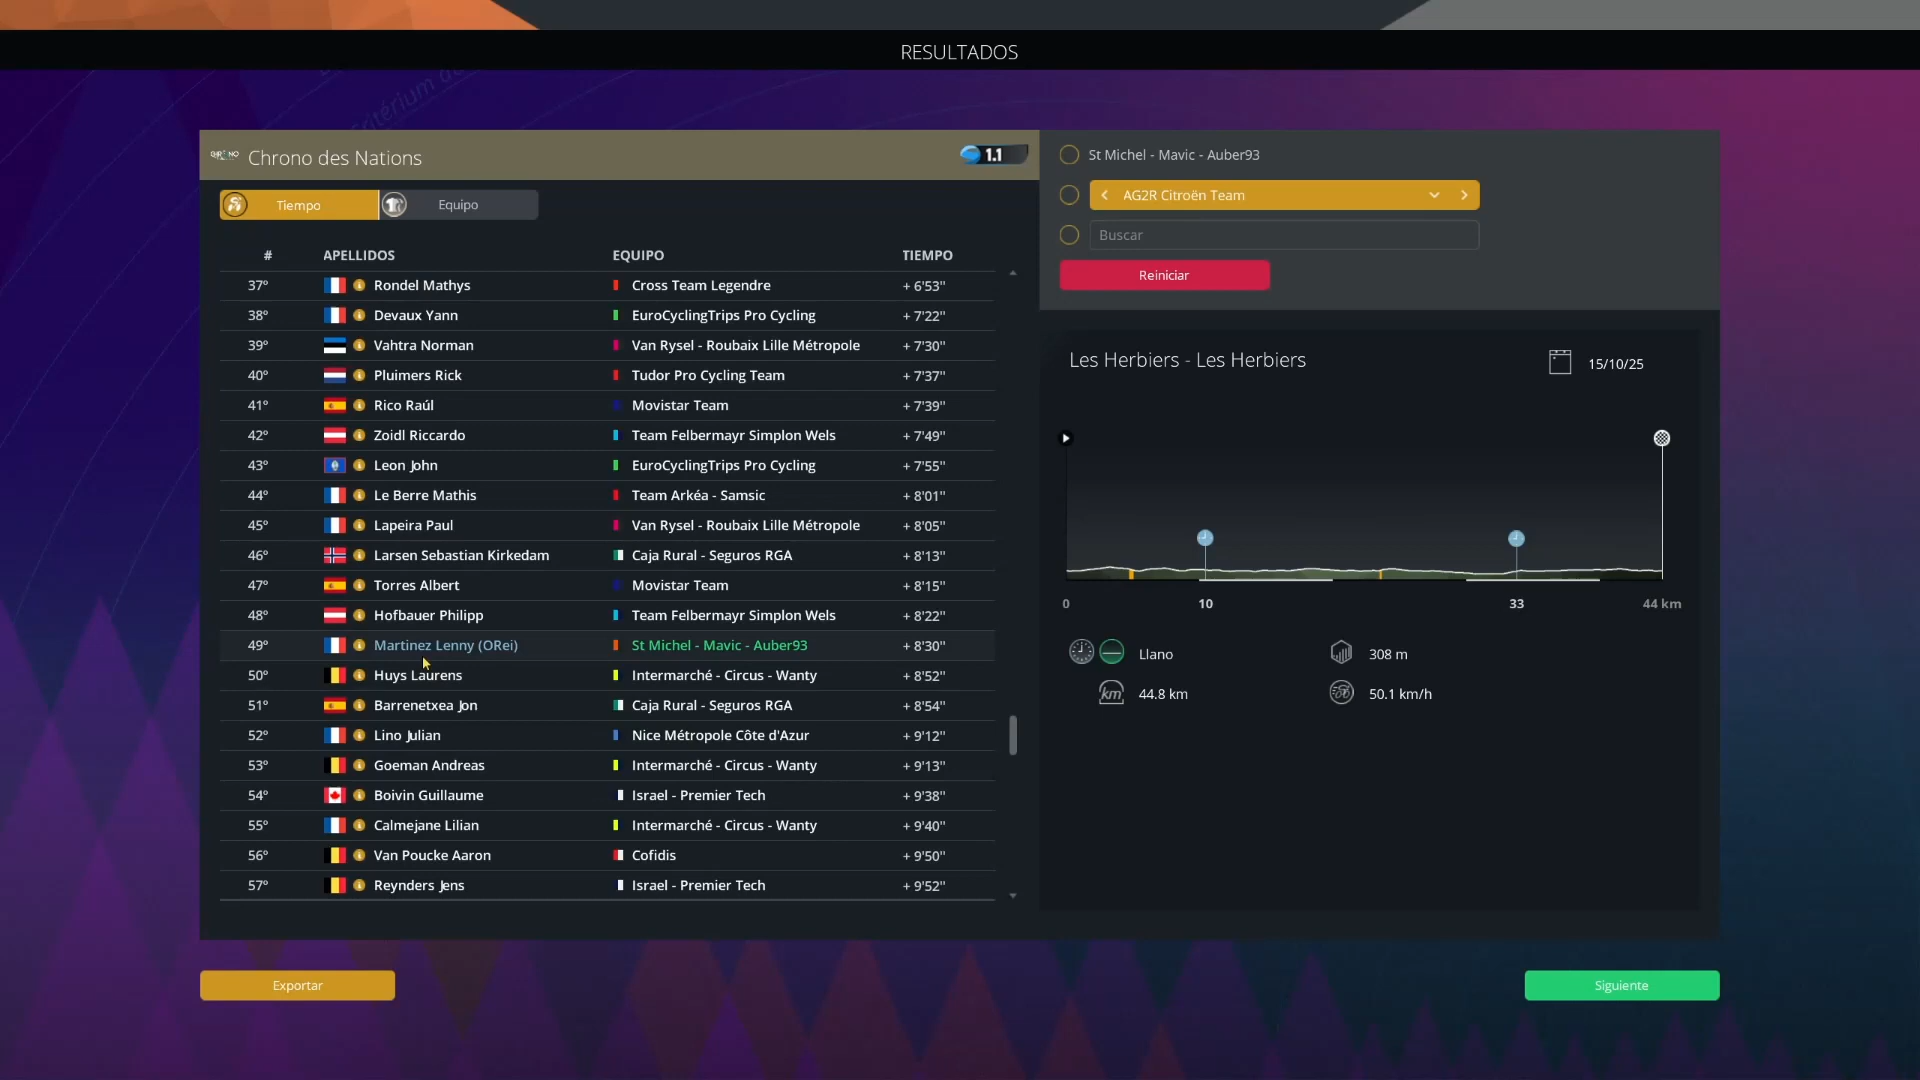 RESULTADOS
Chrono des Nations
1.1
Tiempo
Equipo
# APELLIDOS EQUIPO TIEMPO
37º Rondel Mathys Cross Team Legendre + 6'53''
38º Devaux Yann EuroCyclingTrips Pro Cycling + 7'22''
39º Vahtra Norman Van Rysel - Roubaix Lille Métropole + 7'30''
40º Pluimers Rick Tudor Pro Cycling Team + 7'37''
41º Rico Raúl Movistar Team + 7'39''
42º Zoidl Riccardo Team Felbermayr Simplon Wels + 7'49''
43º Leon John EuroCyclingTrips Pro Cycling + 7'55''
44º Le Berre Mathis Team Arkéa - Samsic + 8'01''
45º Lapeira Paul Van Rysel - Roubaix Lille Métropole + 8'05''
46º Larsen Sebastian Kirkedam Caja Rural - Seguros RGA + 8'13''
47º Torres Albert Movistar Team + 8'15''
48º Hofbauer Philipp Team Felbermayr Simplon Wels + 8'22''
49º Martinez Lenny (ORei) St Michel - Mavic - Auber93 + 8'30''
50º Huys Laurens Intermarché - Circus - Wanty + 8'52''
51º Barrenetxea Jon Caja Rural - Seguros RGA + 8'54''
52º Lino Julian Nice Métropole Côte d'Azur + 9'12''
53º Goeman Andreas Intermarché - Circus - Wanty + 9'13''
54º Boivin Guillaume Israel - Premier Tech + 9'38''
55º Calmejane Lilian Intermarché - Circus - Wanty + 9'40''
56º Van Poucke Aaron Cofidis + 9'50''
57º Reynders Jens Israel - Premier Tech + 9'52''
St Michel - Mavic - Auber93
AG2R Citroën Team
Buscar
Reiniciar
Les Herbiers - Les Herbiers
15/10/25
0 10 33 44 km
Llano
308 m
km
44.8 km
50.1 km/h
Exportar
Siguiente